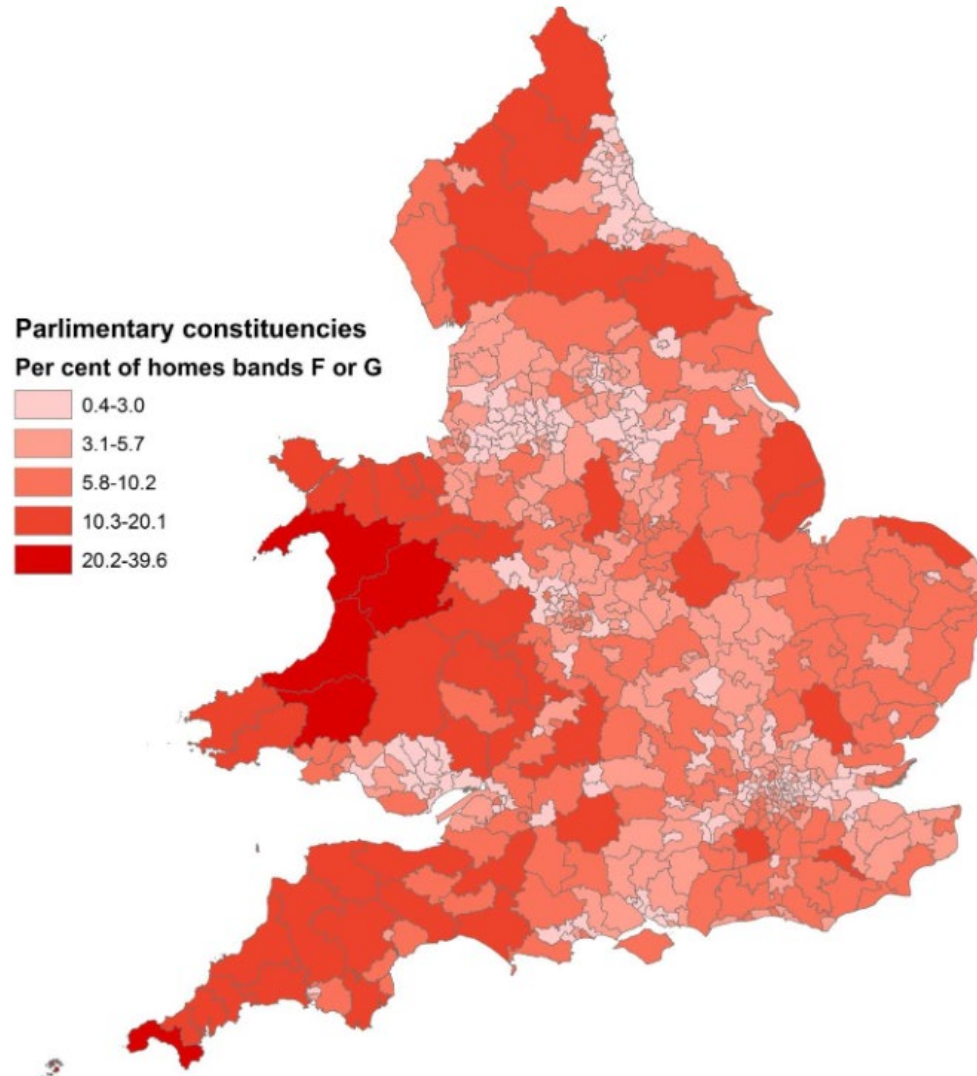 Parlimentary constituencies
Per cent of homes bands F or G
0.4-3.0
3.1-5.7
5.8-10.2
10.3-20.1
20.2-39.6